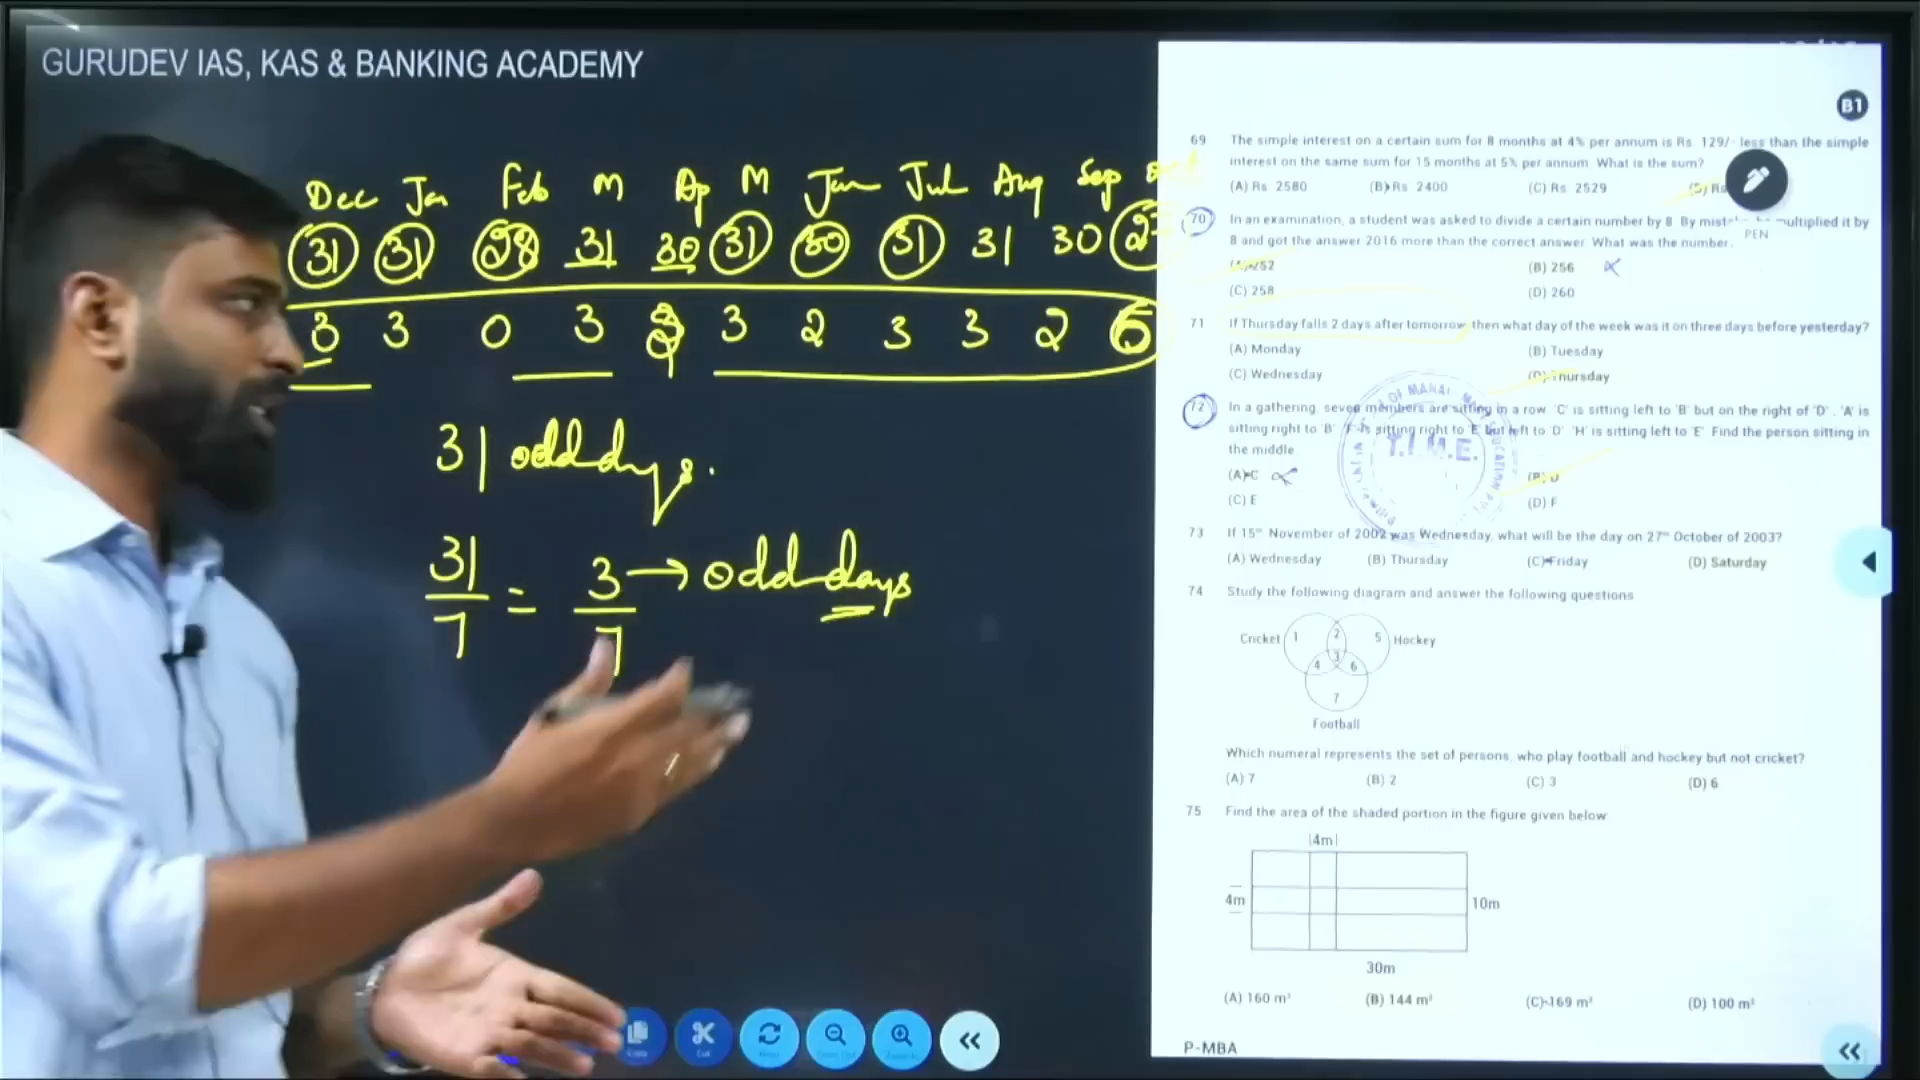 GURUDEV IAS, KAS & BANKING ACADEMY
Dec Jan Feb M Ap M Jun Jul Aug Sep
31 31 28 31 30 31 30 31 31 30
3 3 0 3 2 3 2 3 3 2 6
31 odd days.
31/7 = 3/7 → odd days
B1
69 The simple interest on a certain sum for 8 months at 4% per annum is Rs. 129/- less than the simple
interest on the same sum for 15 months at 5% per annum. What is the sum?
(A) Rs 2580 (B) Rs 2400 (C) Rs 2529 (D) Rs
70 In an examination, a student was asked to divide a certain number by 8. By multiplied it by
PEN
8 and got the answer 2016 more than the correct answer. What was the number.
(A) 252 (B) 256
(C) 258 (D) 260
71 If Thursday falls 2 days after tomorrow, then what day of the week was it on three days before yesterday?
(A) Monday (B) Tuesday
(C) Wednesday (D) Thursday
72 In a gathering, seven members are sitting in a row. 'C' is sitting left to 'B' but on the right of 'D'. 'A' is
sitting right to 'B'. 'F' is sitting right to 'E' but left to 'D'. 'H' is sitting left to 'E'. Find the person sitting in
the middle
(A) C (B) D
(C) E (D) F
T.I.M.E.
73 If 15th November of 2002 was Wednesday, what will be the day on 27th October of 2003?
(A) Wednesday (B) Thursday (C) Friday (D) Saturday
74 Study the following diagram and answer the following questions
Cricket 1 2 5 Hockey
4 3 6
7
Football
Which numeral represents the set of persons, who play football and hockey but not cricket?
(A) 7 (B) 2 (C) 3 (D) 6
75 Find the area of the shaded portion in the figure given below
4m
4m 10m
30m
(A) 160 m² (B) 144 m² (C) 169 m² (D) 100 m²
P-MBA
Copy Cut